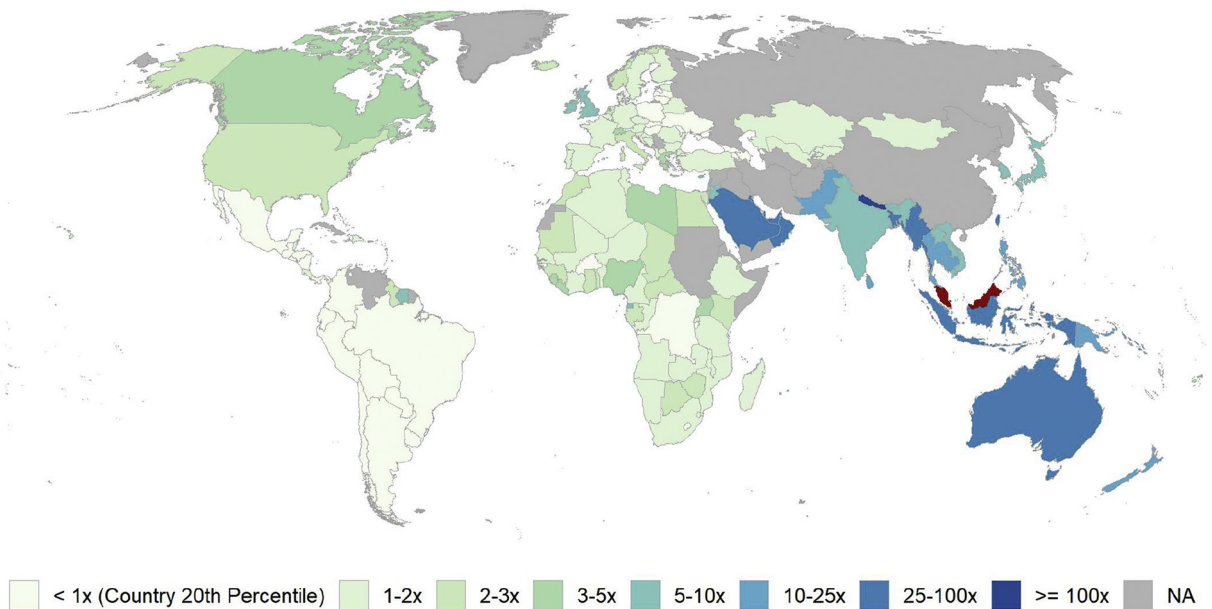 < 1x (Country 20th Percentile) 1-2x 2-3x 3-5x 5-10x 10-25x 25-100x >= 100x NA